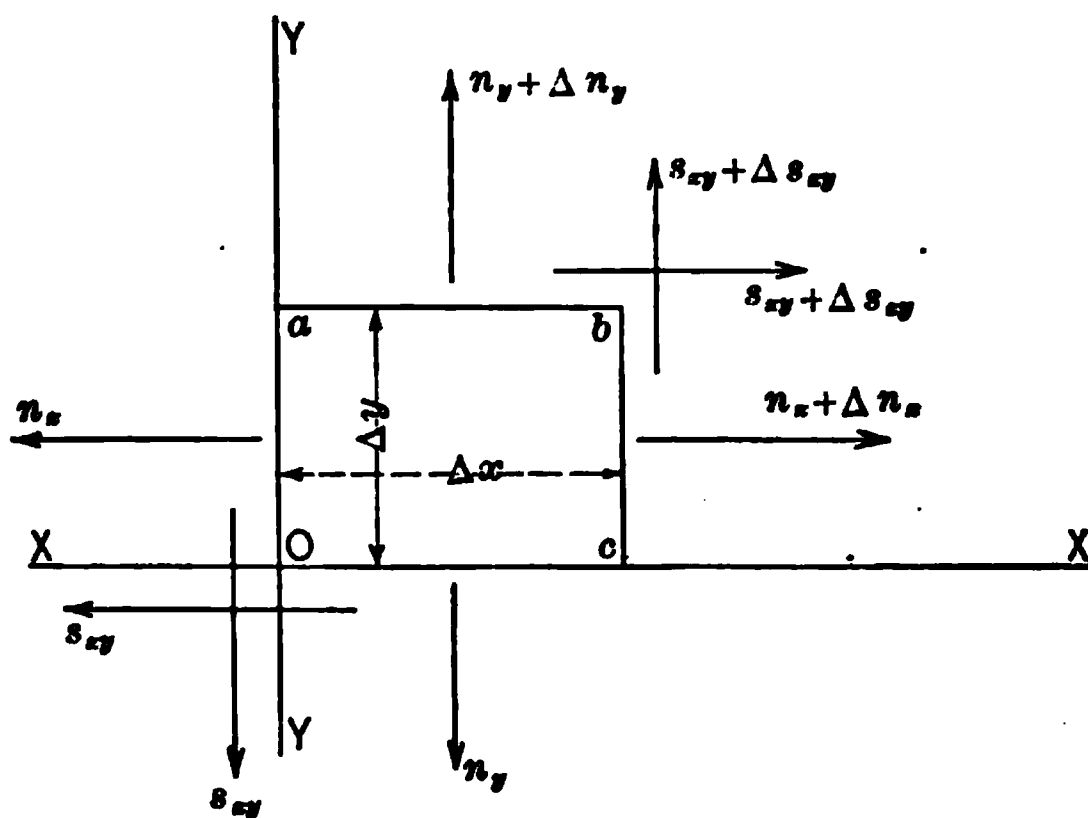 Y
n_y + Δ n_y
s_xy + Δ s_xy
s_xy + Δ s_xy
a
b
n_x
n_x + Δ n_x
Δy
Δx
X
O
c
X
s_xy
Y
n_y
s_xy